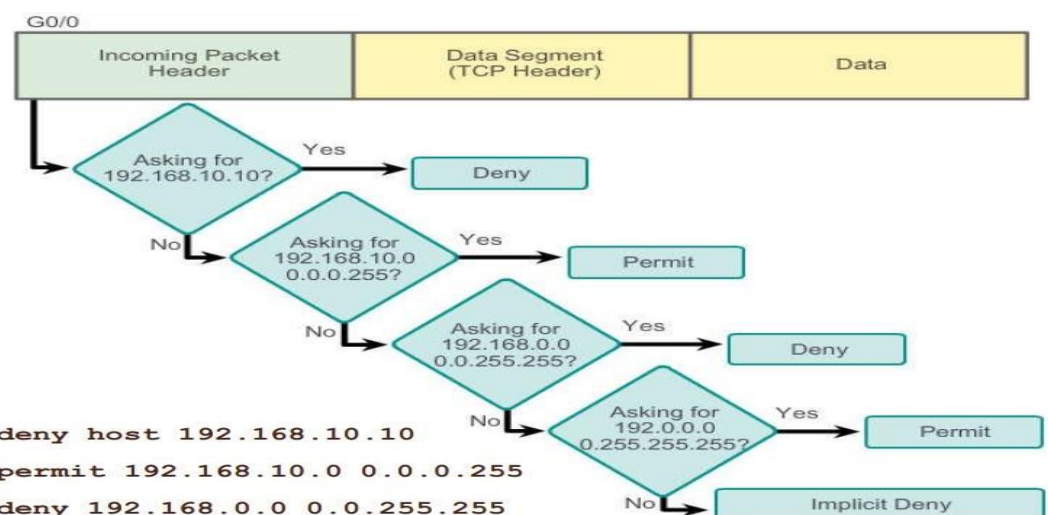 G0/0
Incoming Packet
Header
Data Segment
(TCP Header)
Data
Asking for
192.168.10.10?
Yes
Deny
No
Asking for
192.168.10.0
0.0.0.255?
Yes
Permit
No
Asking for
192.168.0.0
0.0.255.255?
Yes
Deny
No
Asking for
192.0.0.0
0.255.255.255?
Yes
Permit
No
Implicit Deny
deny host 192.168.10.10
permit 192.168.10.0 0.0.0.255
deny 192.168.0.0 0.0.255.255